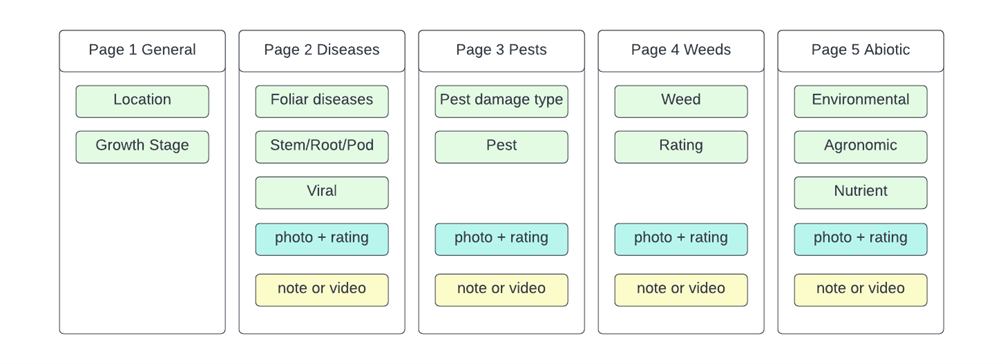 Page 1 General
Location
Growth Stage
Page 2 Diseases
Foliar diseases
Stem/Root/Pod
Viral
photo + rating
note or video
Page 3 Pests
Pest damage type
Pest
photo + rating
note or video
Page 4 Weeds
Weed
Rating
photo + rating
note or video
Page 5 Abiotic
Environmental
Agronomic
Nutrient
photo + rating
note or video